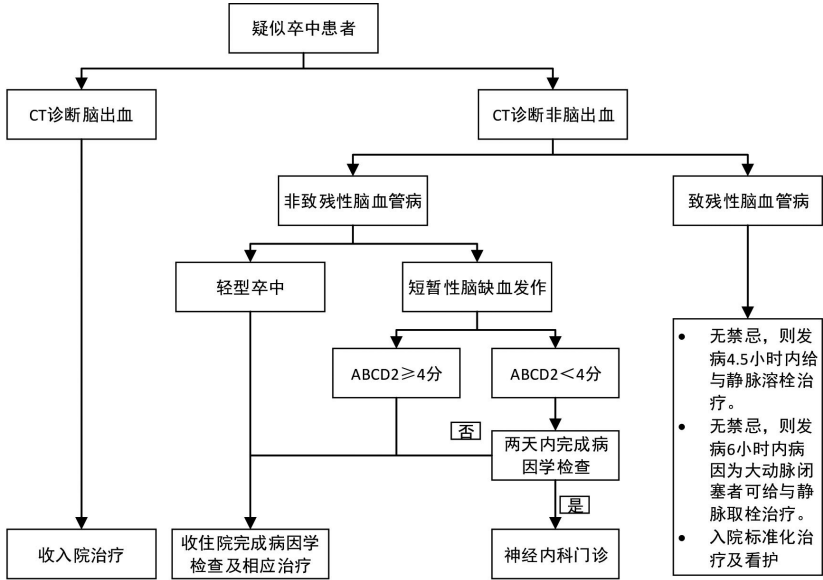 疑似卒中患者
CT诊断脑出血
CT诊断非脑出血
非致残性脑血管病
致残性脑血管病
轻型卒中
短暂性脑缺血发作
ABCD2≥4分
ABCD2<4分
否
两天内完成病
因学检查
是
收入院治疗
收住院完成病因学
检查及相应治疗
神经内科门诊
• 无禁忌，则发
病4.5小时内给
与静脉溶栓治
疗。
• 无禁忌，则发
病6小时内病
因为大动脉闭
塞者可给与静
脉取栓治疗。
• 入院标准化治
疗及看护